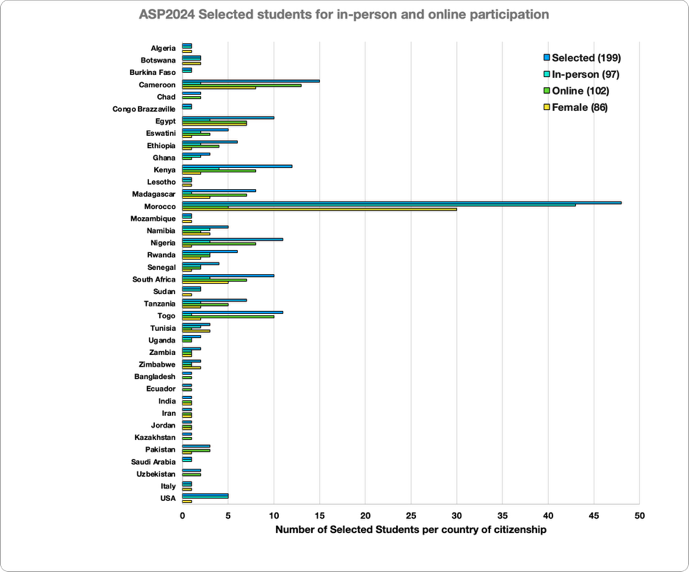 ASP2024 Selected students for in-person and online participation
Algeria
Botswana
Burkina Faso
Cameroon
Chad
Congo Brazzaville
Egypt
Eswatini
Ethiopia
Ghana
Kenya
Lesotho
Madagascar
Morocco
Mozambique
Namibia
Nigeria
Rwanda
Senegal
South Africa
Sudan
Tanzania
Togo
Tunisia
Uganda
Zambia
Zimbabwe
Bangladesh
Ecuador
India
Iran
Jordan
Kazakhstan
Pakistan
Saudi Arabia
Uzbekistan
Italy
USA
Selected (199)
In-person (97)
Online (102)
Female (86)
0 5 10 15 20 25 30 35 40 45 50
Number of Selected Students per country of citizenship